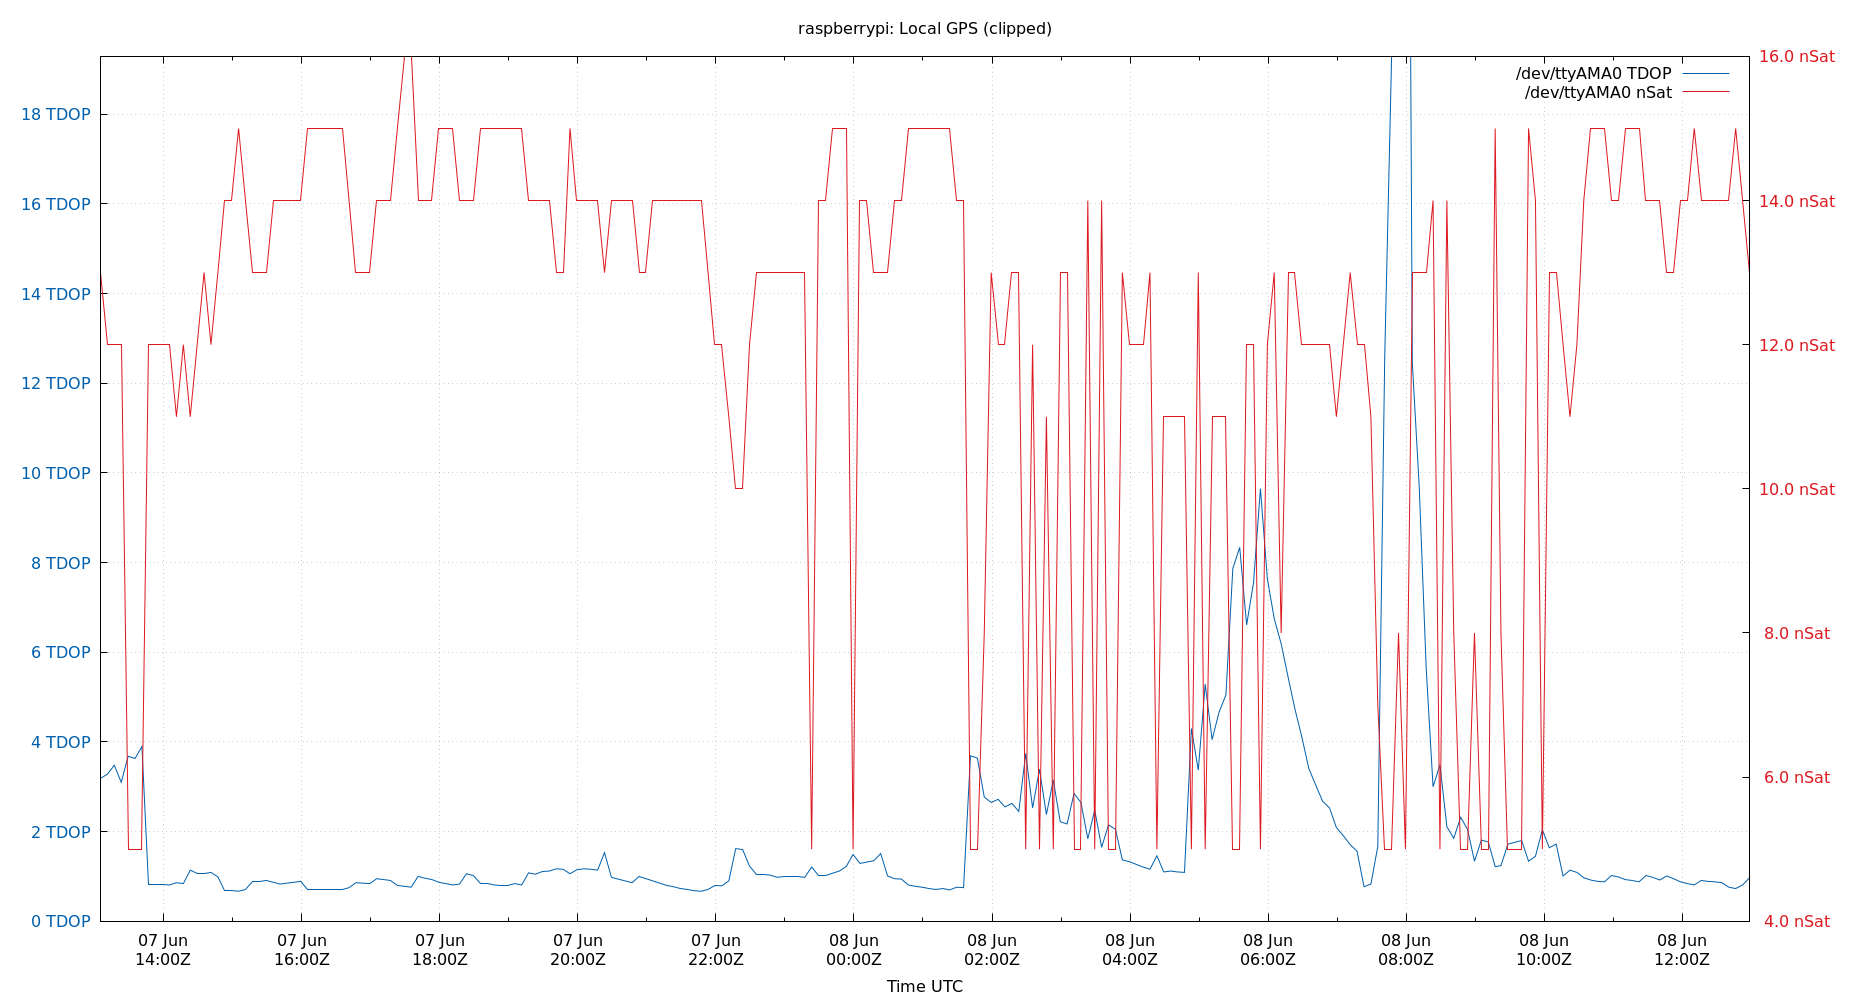 raspberrypi: Local GPS (clipped)
/dev/ttyAMA0 TDOP
/dev/ttyAMA0 nSat
18 TDOP
16 TDOP
14 TDOP
12 TDOP
10 TDOP
8 TDOP
6 TDOP
4 TDOP
2 TDOP
0 TDOP
16.0 nSat
14.0 nSat
12.0 nSat
10.0 nSat
8.0 nSat
6.0 nSat
4.0 nSat
07 Jun 07 Jun 07 Jun 07 Jun 07 Jun 08 Jun 08 Jun 08 Jun 08 Jun 08 Jun 08 Jun 08 Jun
14:00Z 16:00Z 18:00Z 20:00Z 22:00Z 00:00Z 02:00Z 04:00Z 06:00Z 08:00Z 10:00Z 12:00Z
Time UTC